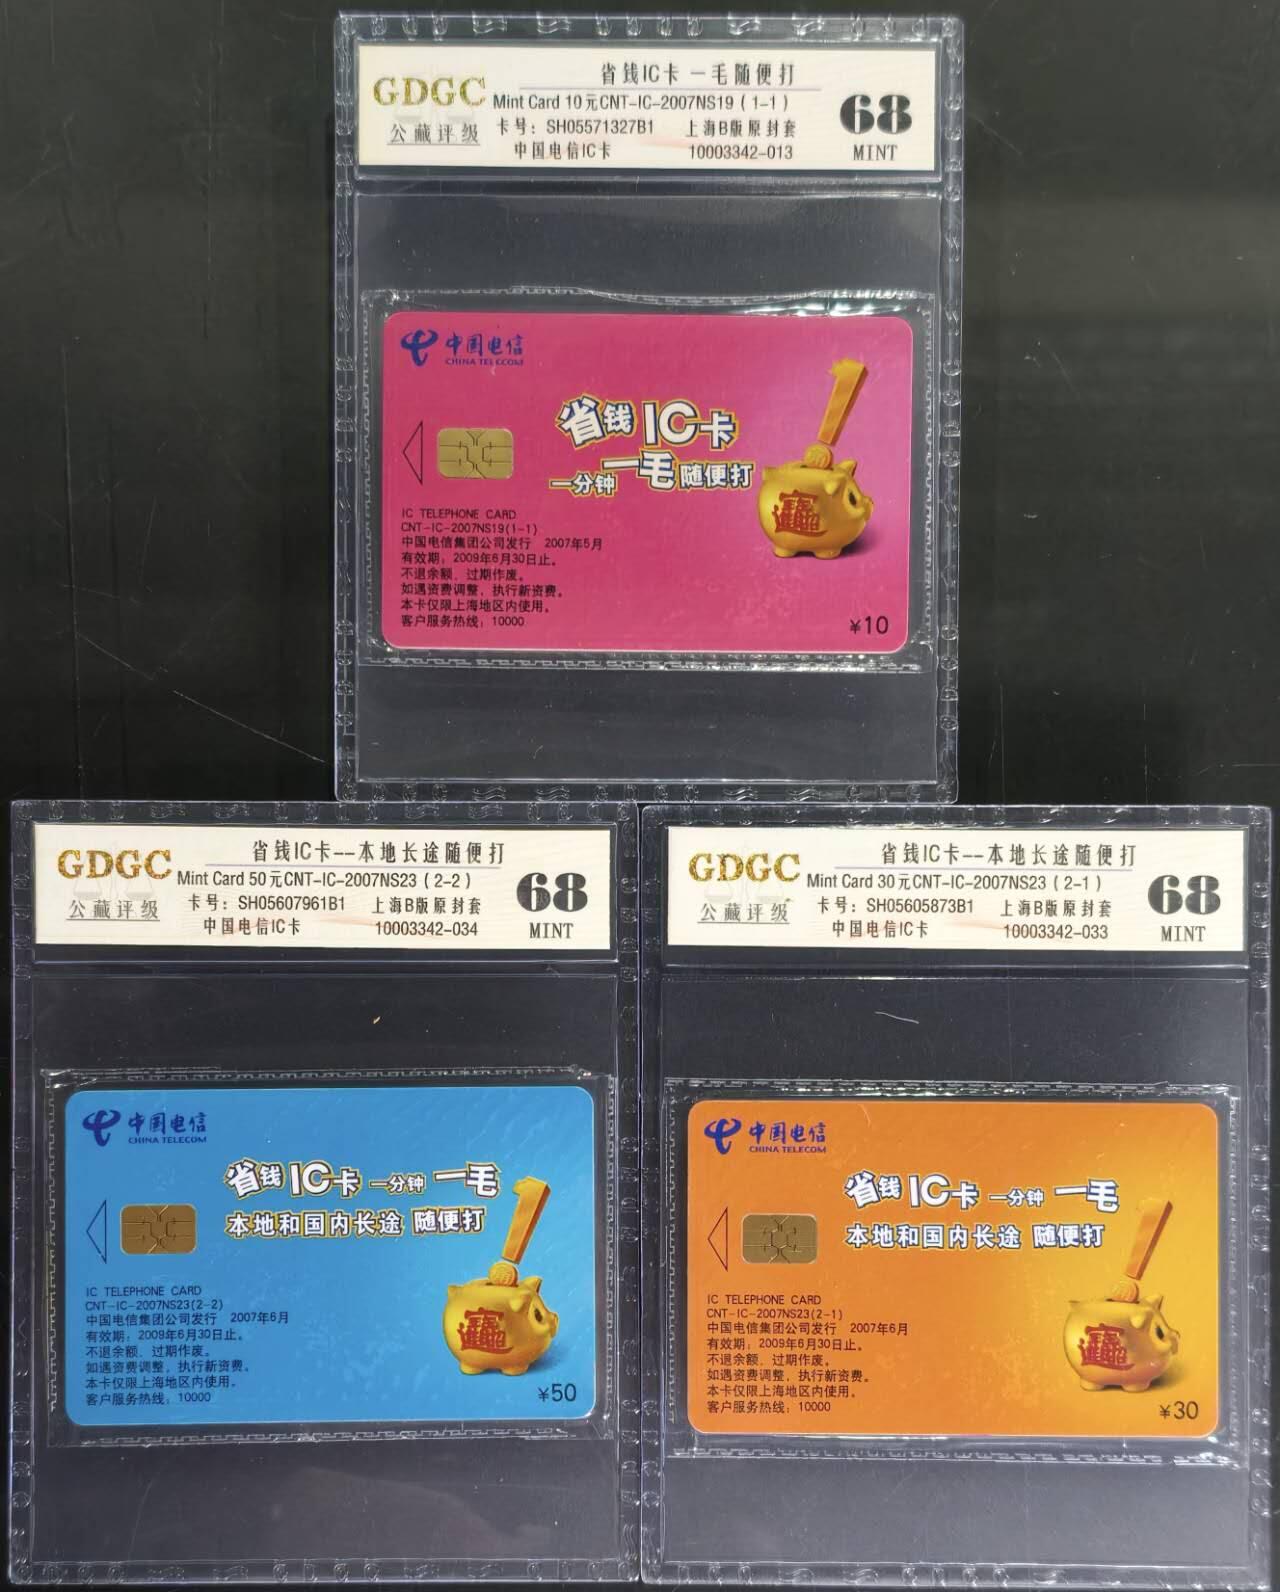 GDGC
公藏评级
省钱IC卡 一毛随便打
Mint Card 10元CNT-IC-2007NS19（1-1）
卡号：SH05571327B1 上海B版原封套
中国电信IC卡 10003342-013
68
MINT
中国电信
CHINA TELECOM
省钱IC卡
一分钟一毛随便打
IC TELEPHONE CARD
CNT-IC-2007NS19(1-1)
中国电信集团公司发行 2007年5月
有效期：2009年6月30日止。
不退余额，过期作废。
如遇资费调整，执行新资费。
本卡仅限上海地区内使用。
客户服务热线：10000
¥10
GDGC
公藏评级
省钱IC卡--本地长途随便打
Mint Card 50元CNT-IC-2007NS23（2-2）
卡号：SH05607961B1 上海B版原封套
中国电信IC卡 10003342-034
68
MINT
中国电信
CHINA TELECOM
省钱IC卡 一分钟 一毛
本地和国内长途 随便打
IC TELEPHONE CARD
CNT-IC-2007NS23(2-2)
中国电信集团公司发行 2007年6月
有效期：2009年6月30日止。
不退余额，过期作废。
如遇资费调整，执行新资费。
本卡仅限上海地区内使用。
客户服务热线：10000
¥50
GDGC
公藏评级
省钱IC卡--本地长途随便打
Mint Card 30元CNT-IC-2007NS23（2-1）
卡号：SH05605873B1 上海B版原封套
中国电信IC卡 10003342-033
68
MINT
中国电信
CHINA TELECOM
省钱IC卡 一分钟 一毛
本地和国内长途 随便打
IC TELEPHONE CARD
CNT-IC-2007NS23(2-1)
中国电信集团公司发行 2007年6月
有效期：2009年6月30日止。
不退余额，过期作废。
如遇资费调整，执行新资费。
本卡仅限上海地区内使用。
客户服务热线：10000
¥30